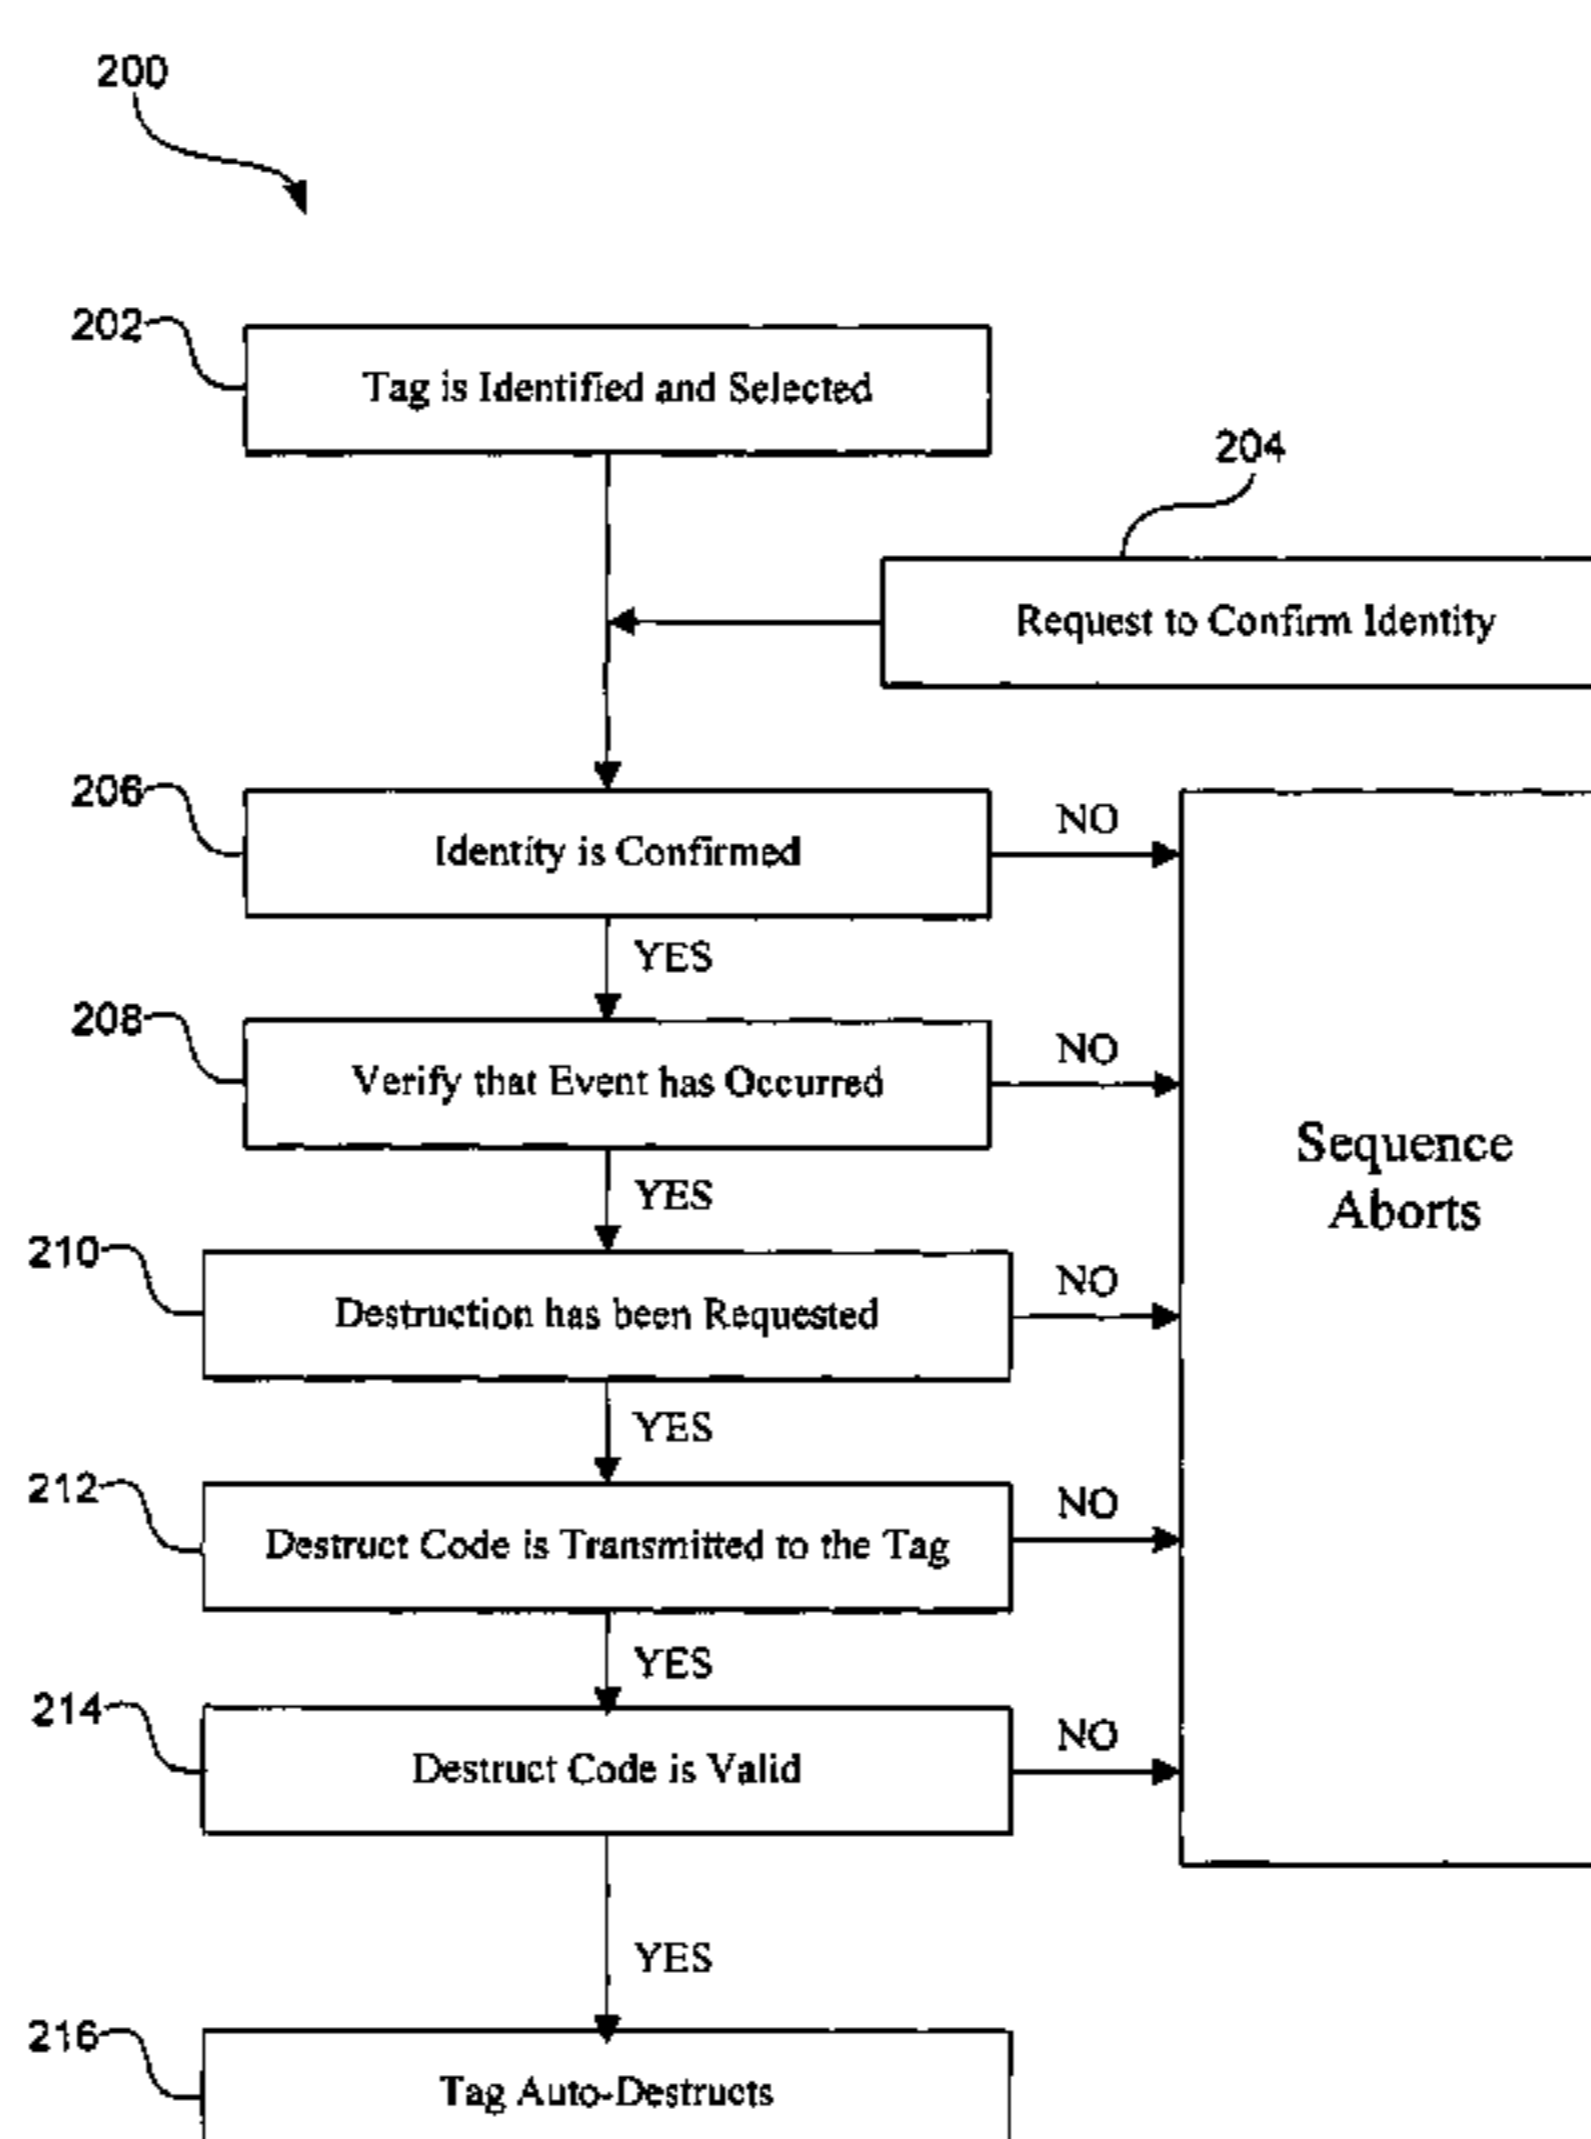 200
202
Tag is Identified and Selected
204
Request to Confirm Identity
206
Identity is Confirmed
NO
YES
208
Verify that Event has Occurred
NO
Sequence
Aborts
YES
210
Destruction has been Requested
NO
YES
212
Destruct Code is Transmitted to the Tag
NO
YES
214
Destruct Code is Valid
NO
YES
216
Tag Auto-Destructs